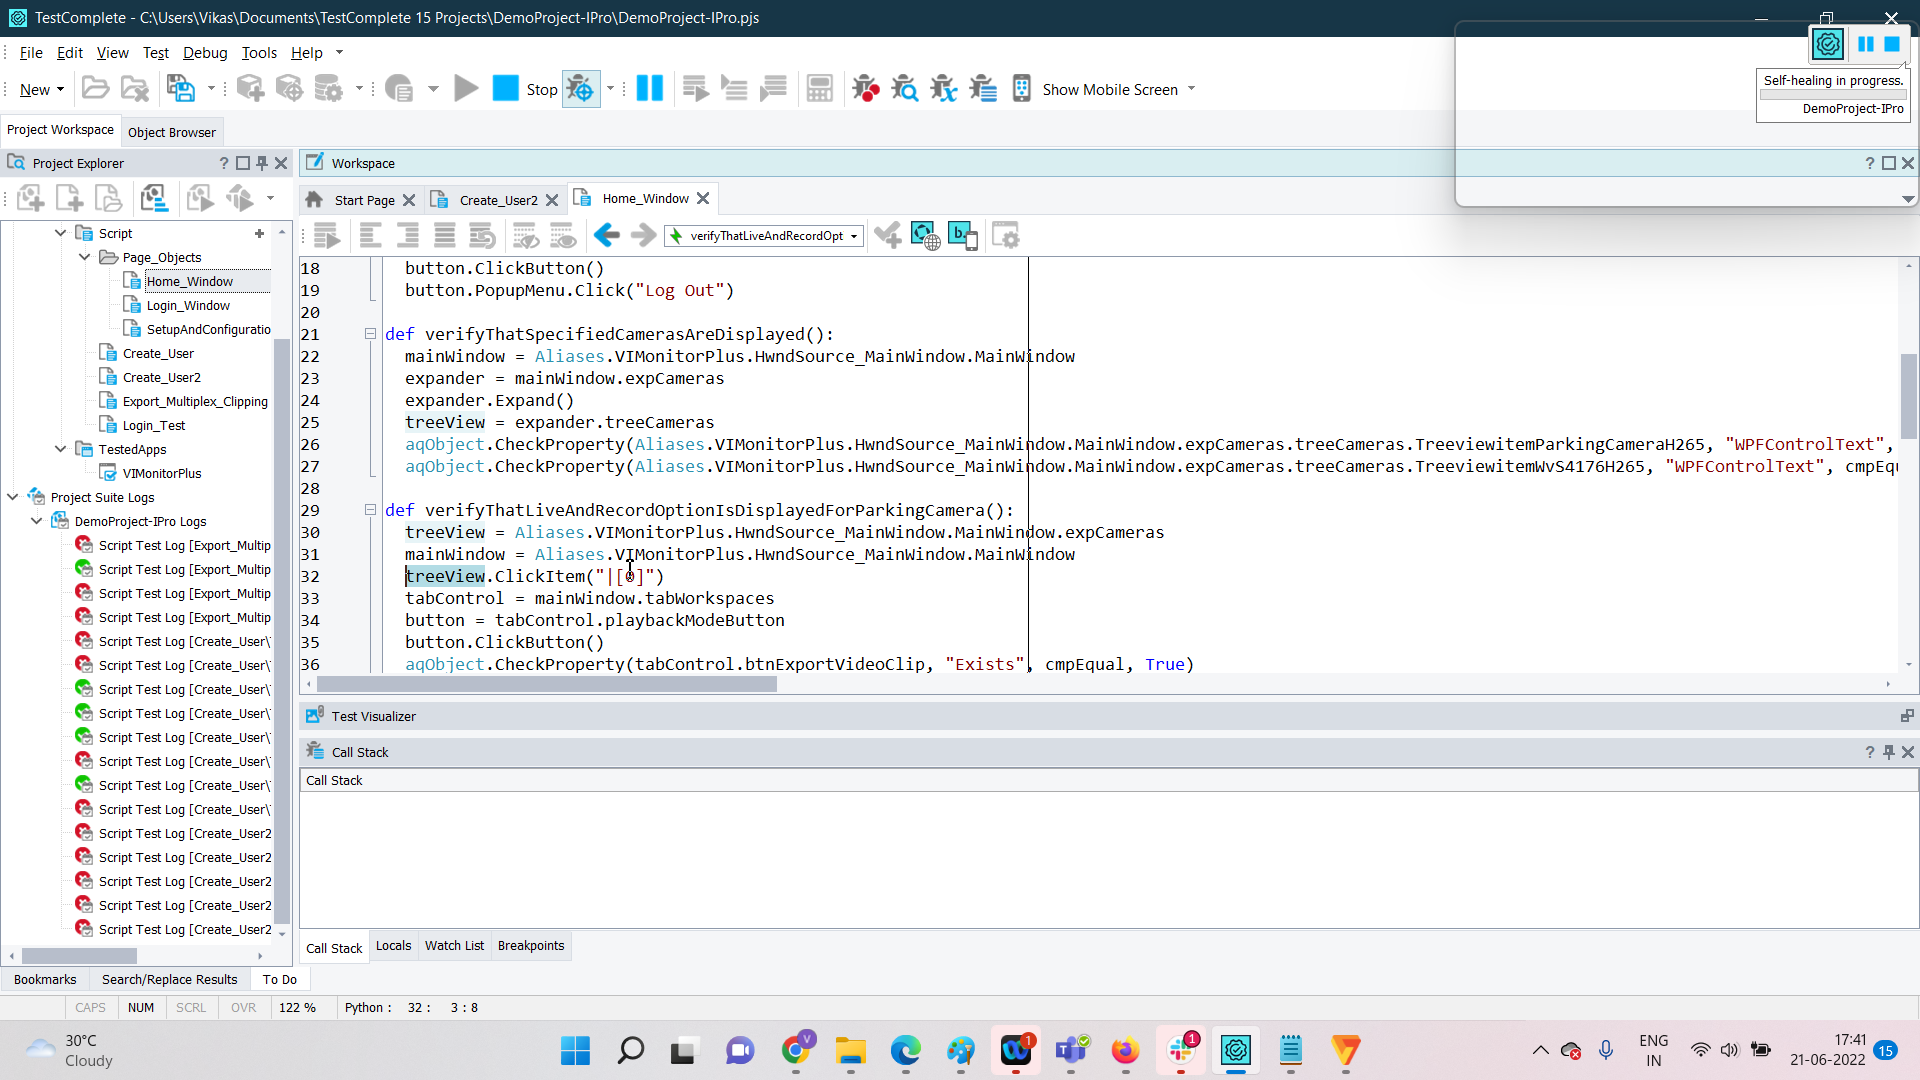 TestComplete - C:\Users\Vikas\Documents\TestComplete 15 Projects\DemoProject-IPro\DemoProject-IPro.pjs
File Edit View Test Debug Tools Help
New Stop Show Mobile Screen
Self-healing in progress.
DemoProject-IPro
Project Workspace Object Browser
Project Explorer
Workspace
Start Page Create_User2 Home_Window
verifyThatLiveAndRecordOpt
Script
Page_Objects
Home_Window
Login_Window
SetupAndConfiguratio
Create_User
Create_User2
Export_Multiplex_Clipping
Login_Test
TestedApps
VIMonitorPlus
Project Suite Logs
DemoProject-IPro Logs
Script Test Log [Export_Multip
Script Test Log [Export_Multip
Script Test Log [Export_Multip
Script Test Log [Export_Multip
Script Test Log [Create_User\
Script Test Log [Create_User\
Script Test Log [Create_User\
Script Test Log [Create_User\
Script Test Log [Create_User\
Script Test Log [Create_User\
Script Test Log [Create_User\
Script Test Log [Create_User\
Script Test Log [Create_User2
Script Test Log [Create_User2
Script Test Log [Create_User2
Script Test Log [Create_User2
Script Test Log [Create_User2
18 button.ClickButton()
19 button.PopupMenu.Click("Log Out")
20
21 def verifyThatSpecifiedCamerasAreDisplayed():
22 mainWindow = Aliases.VIMonitorPlus.HwndSource_MainWindow.MainWindow
23 expander = mainWindow.expCameras
24 expander.Expand()
25 treeView = expander.treeCameras
26 aqObject.CheckProperty(Aliases.VIMonitorPlus.HwndSource_MainWindow.MainWindow.expCameras.treeCameras.TreeviewitemParkingCameraH265, "WPFControlText",
27 aqObject.CheckProperty(Aliases.VIMonitorPlus.HwndSource_MainWindow.MainWindow.expCameras.treeCameras.TreeviewitemWvS4176H265, "WPFControlText", cmpEqu
28
29 def verifyThatLiveAndRecordOptionIsDisplayedForParkingCamera():
30 treeView = Aliases.VIMonitorPlus.HwndSource_MainWindow.MainWindow.expCameras
31 mainWindow = Aliases.VIMonitorPlus.HwndSource_MainWindow.MainWindow
32 treeView.ClickItem("|[0]")
33 tabControl = mainWindow.tabWorkspaces
34 button = tabControl.playbackModeButton
35 button.ClickButton()
36 aqObject.CheckProperty(tabControl.btnExportVideoClip, "Exists", cmpEqual, True)
Test Visualizer
Call Stack
Call Stack
Call Stack Locals Watch List Breakpoints
Bookmarks Search/Replace Results To Do
CAPS NUM SCRL OVR 122 % Python : 32 : 3 : 8
30°C
Cloudy
V
1
1
ENG
IN
17:41
21-06-2022
15